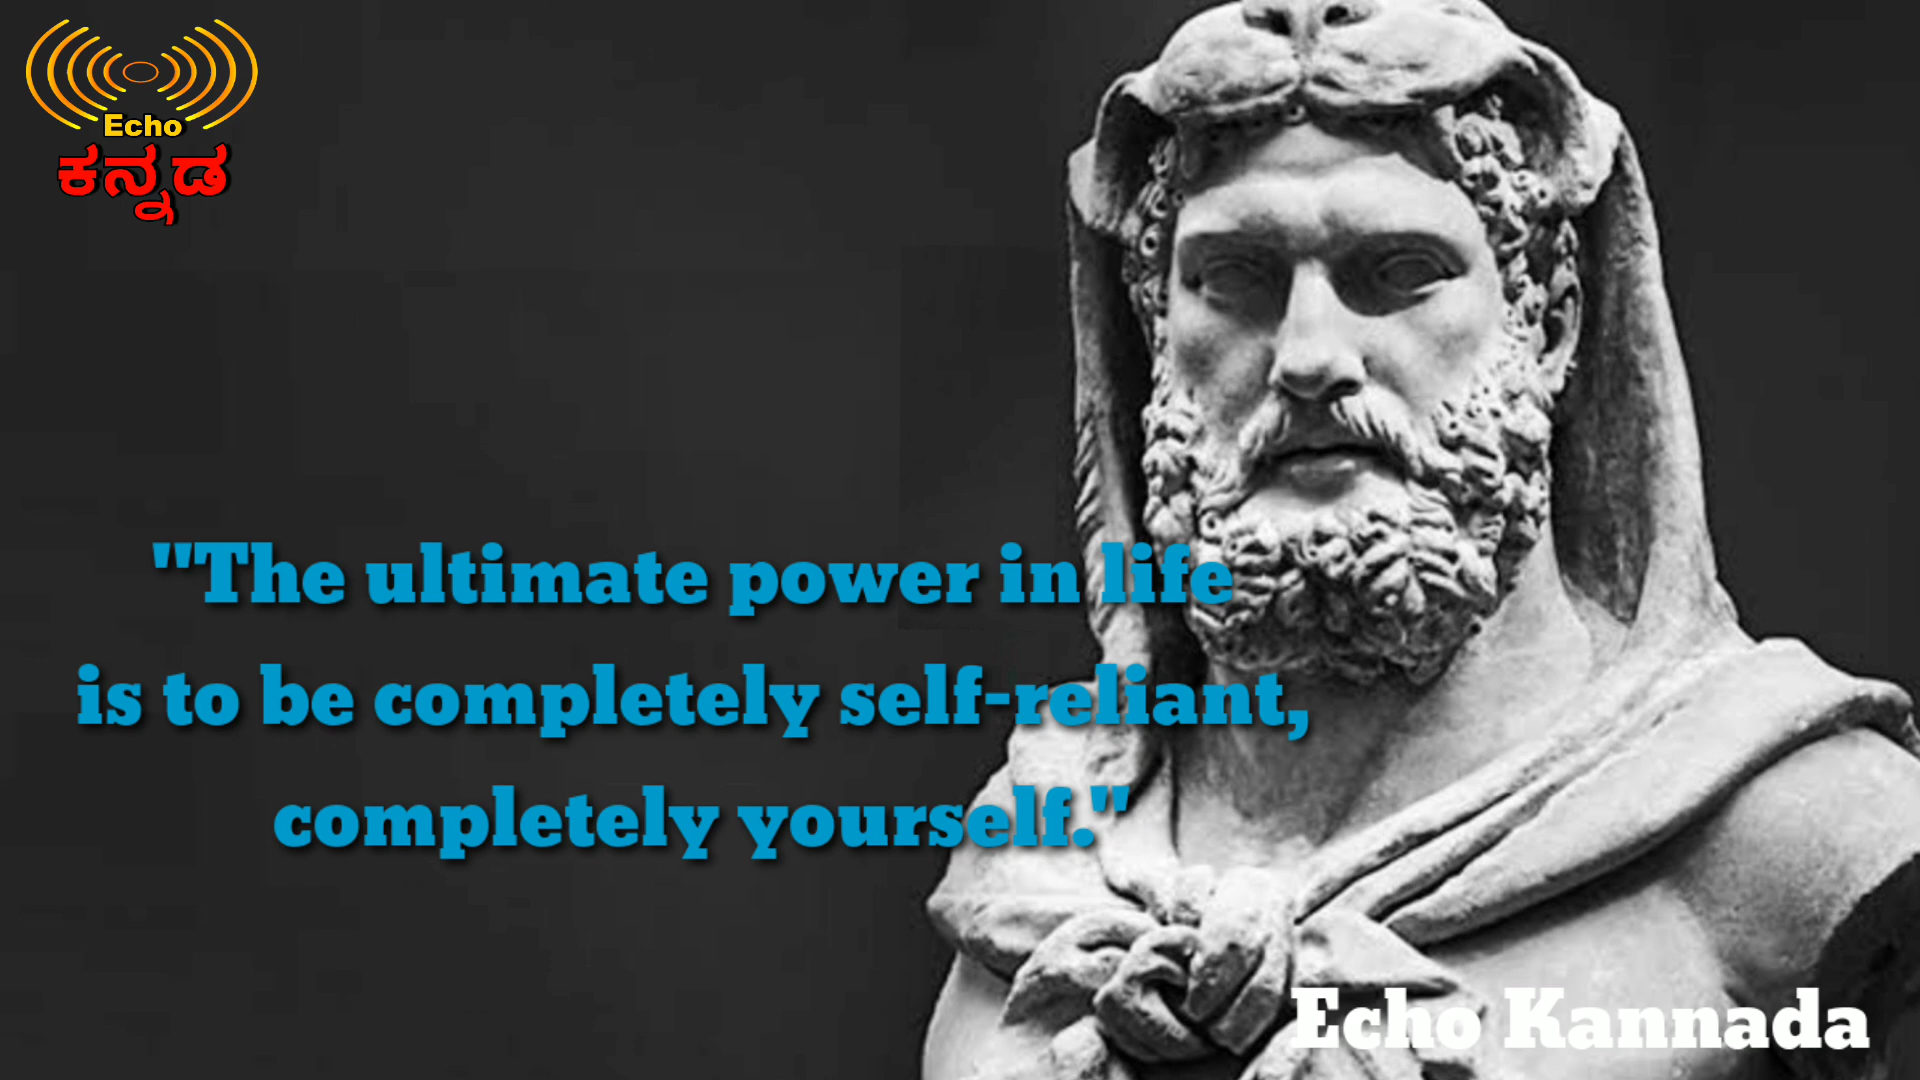 Echo
ಕನ್ನಡ
"The ultimate power in life
is to be completely self-reliant,
completely yourself."
Echo Kannada